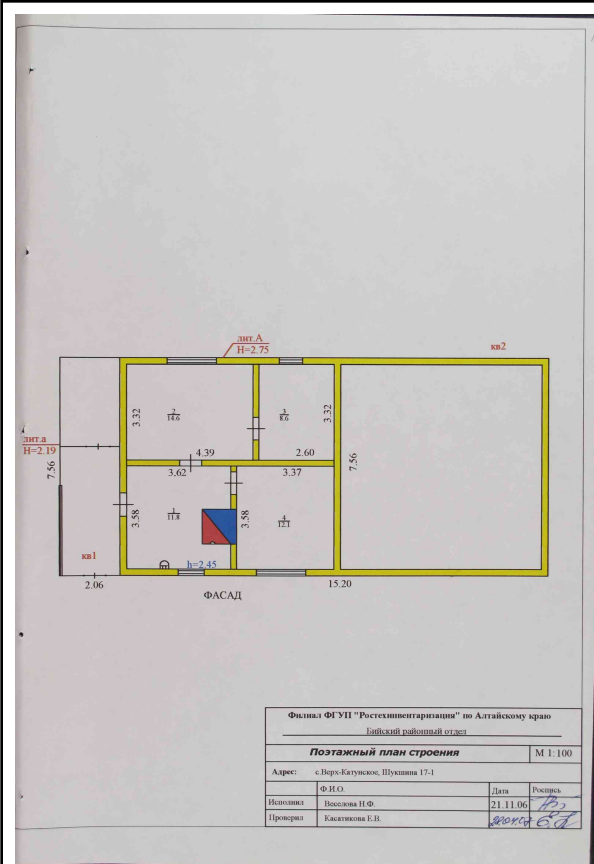 лит.А
Н=2.75
кв2
2
14.6
3
8.6
3.32
3.32
лит.а
Н=2.19
4.39
2.60
7.56
7.56
3.62
3.37
1
11.8
3.58
3.58
4
12.1
кв1
h=2.45
2.06
15.20
ФАСАД
Филиал ФГУП "Ростехинвентаризация" по Алтайскому краю
Бийский районный отдел
Поэтажный план строения М 1:100
Адрес: с.Верх-Катунское, Шукшина 17-1
Ф.И.О. Дата Роспись
Исполнил Веселова Н.Ф. 21.11.06
Проверил Касатикова Е.В.